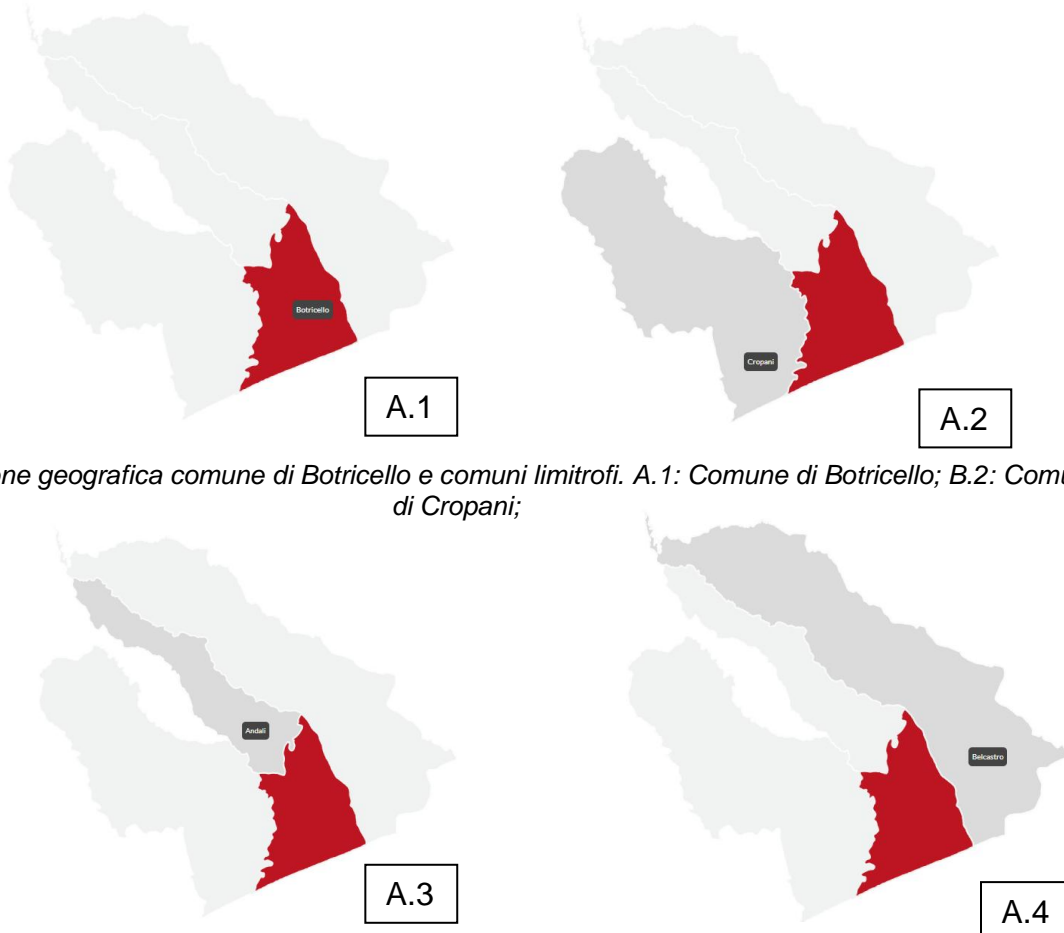 Botricello
A.1
Cropani
A.2
one geografica comune di Botricello e comuni limitrofi. A.1: Comune di Botricello; B.2: Comu
di Cropani;
Andali
A.3
Belcastro
A.4